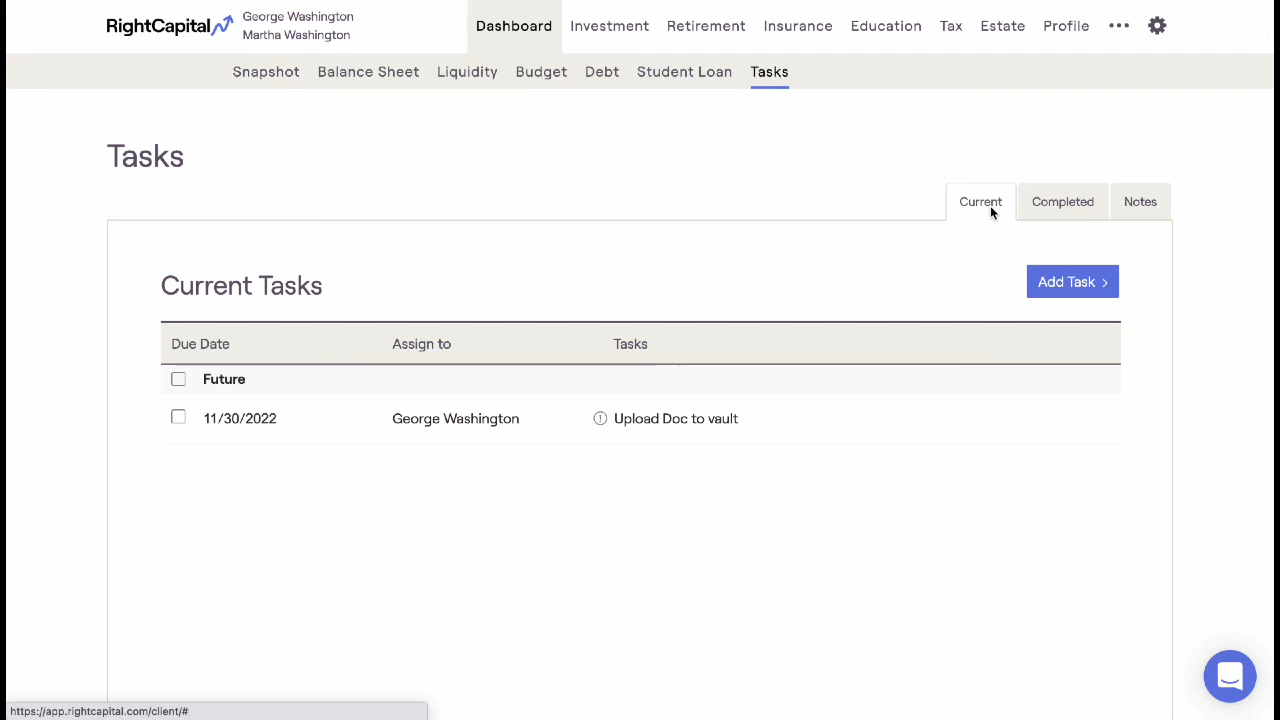 RightCapital
George Washington
Martha Washington
Dashboard Investment Retirement Insurance Education Tax Estate Profile
Snapshot Balance Sheet Liquidity Budget Debt Student Loan Tasks
Tasks
Current Completed Notes
Current Tasks
Add Task >
Due Date Assign to Tasks
Future
11/30/2022 George Washington Upload Doc to vault
https://app.rightcapital.com/client/#